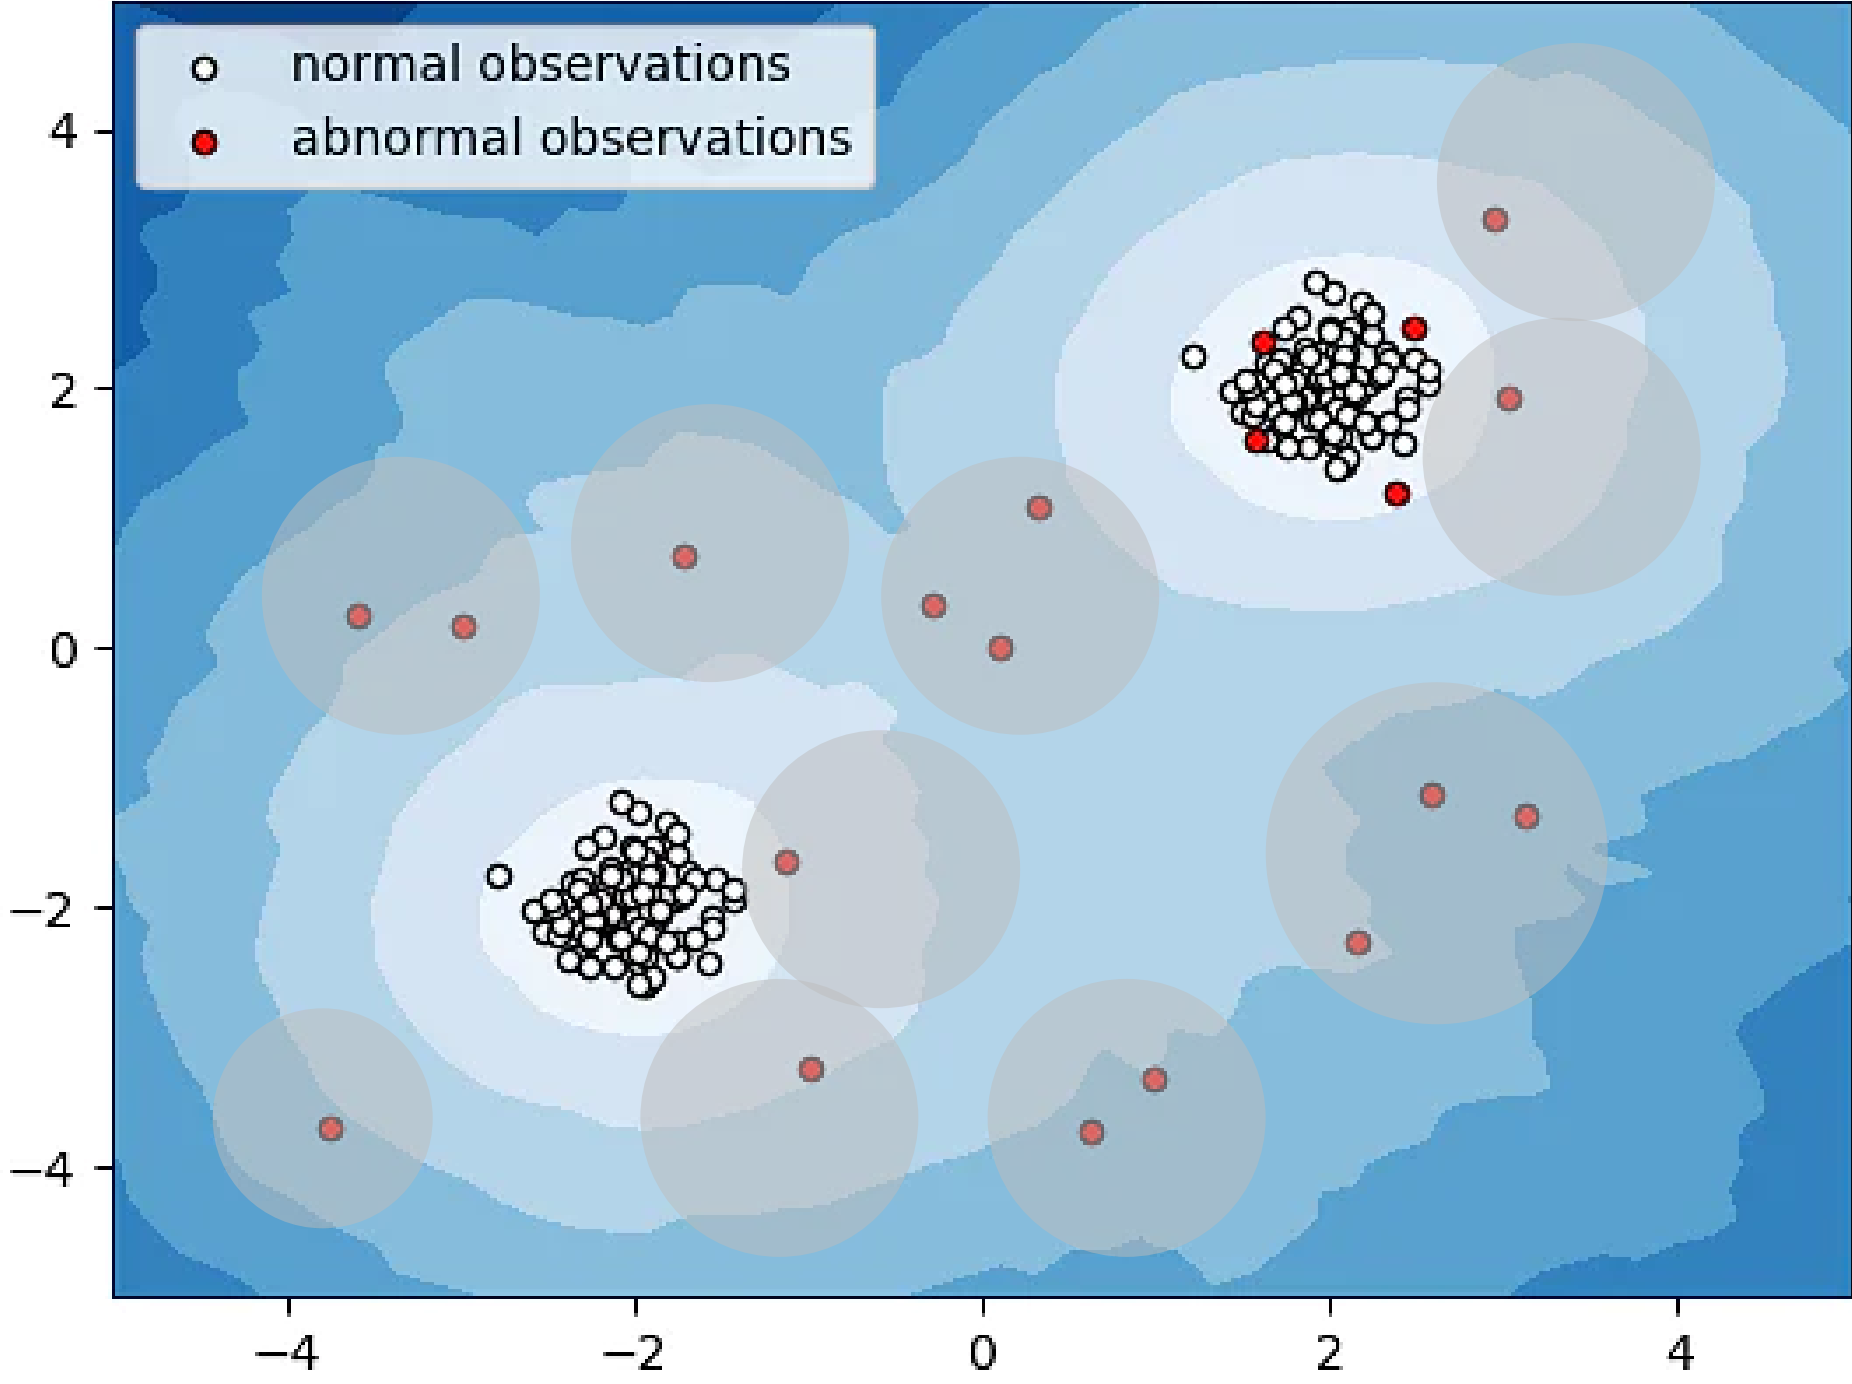 normal observations
abnormal observations
4
2
0
−2
−4
−4 −2 0 2 4